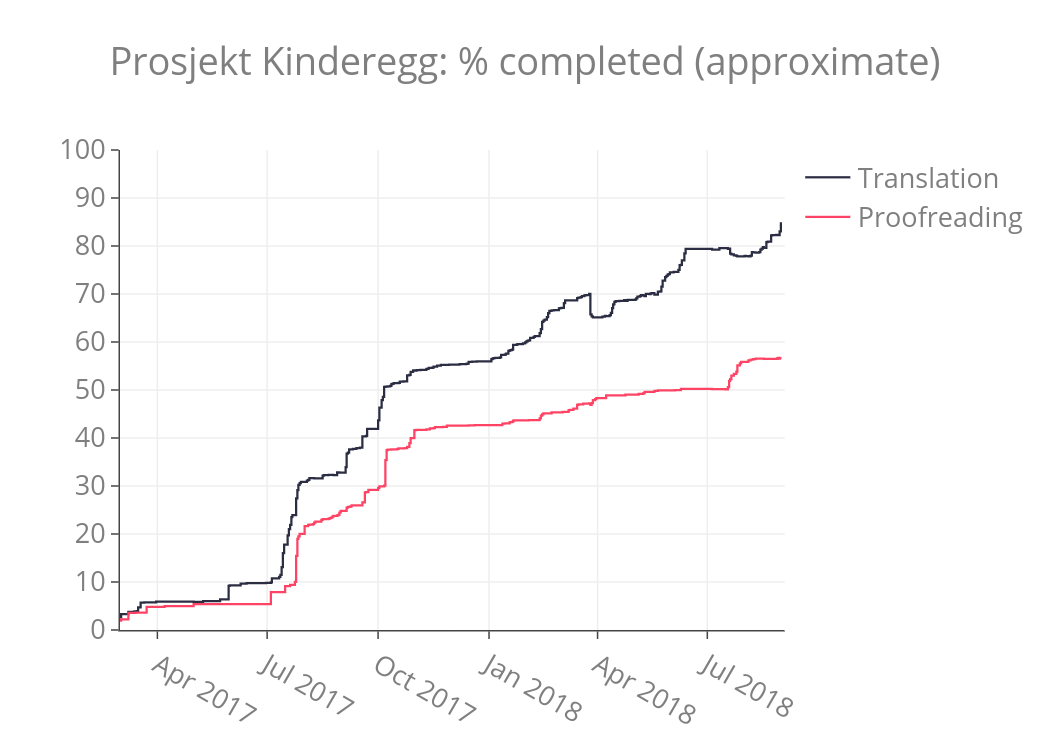 Prosjekt Kinderegg: % completed (approximate)
100
90
80
70
60
50
40
30
20
10
0
Translation
Proofreading
Apr 2017
Jul 2017
Oct 2017
Jan 2018
Apr 2018
Jul 2018